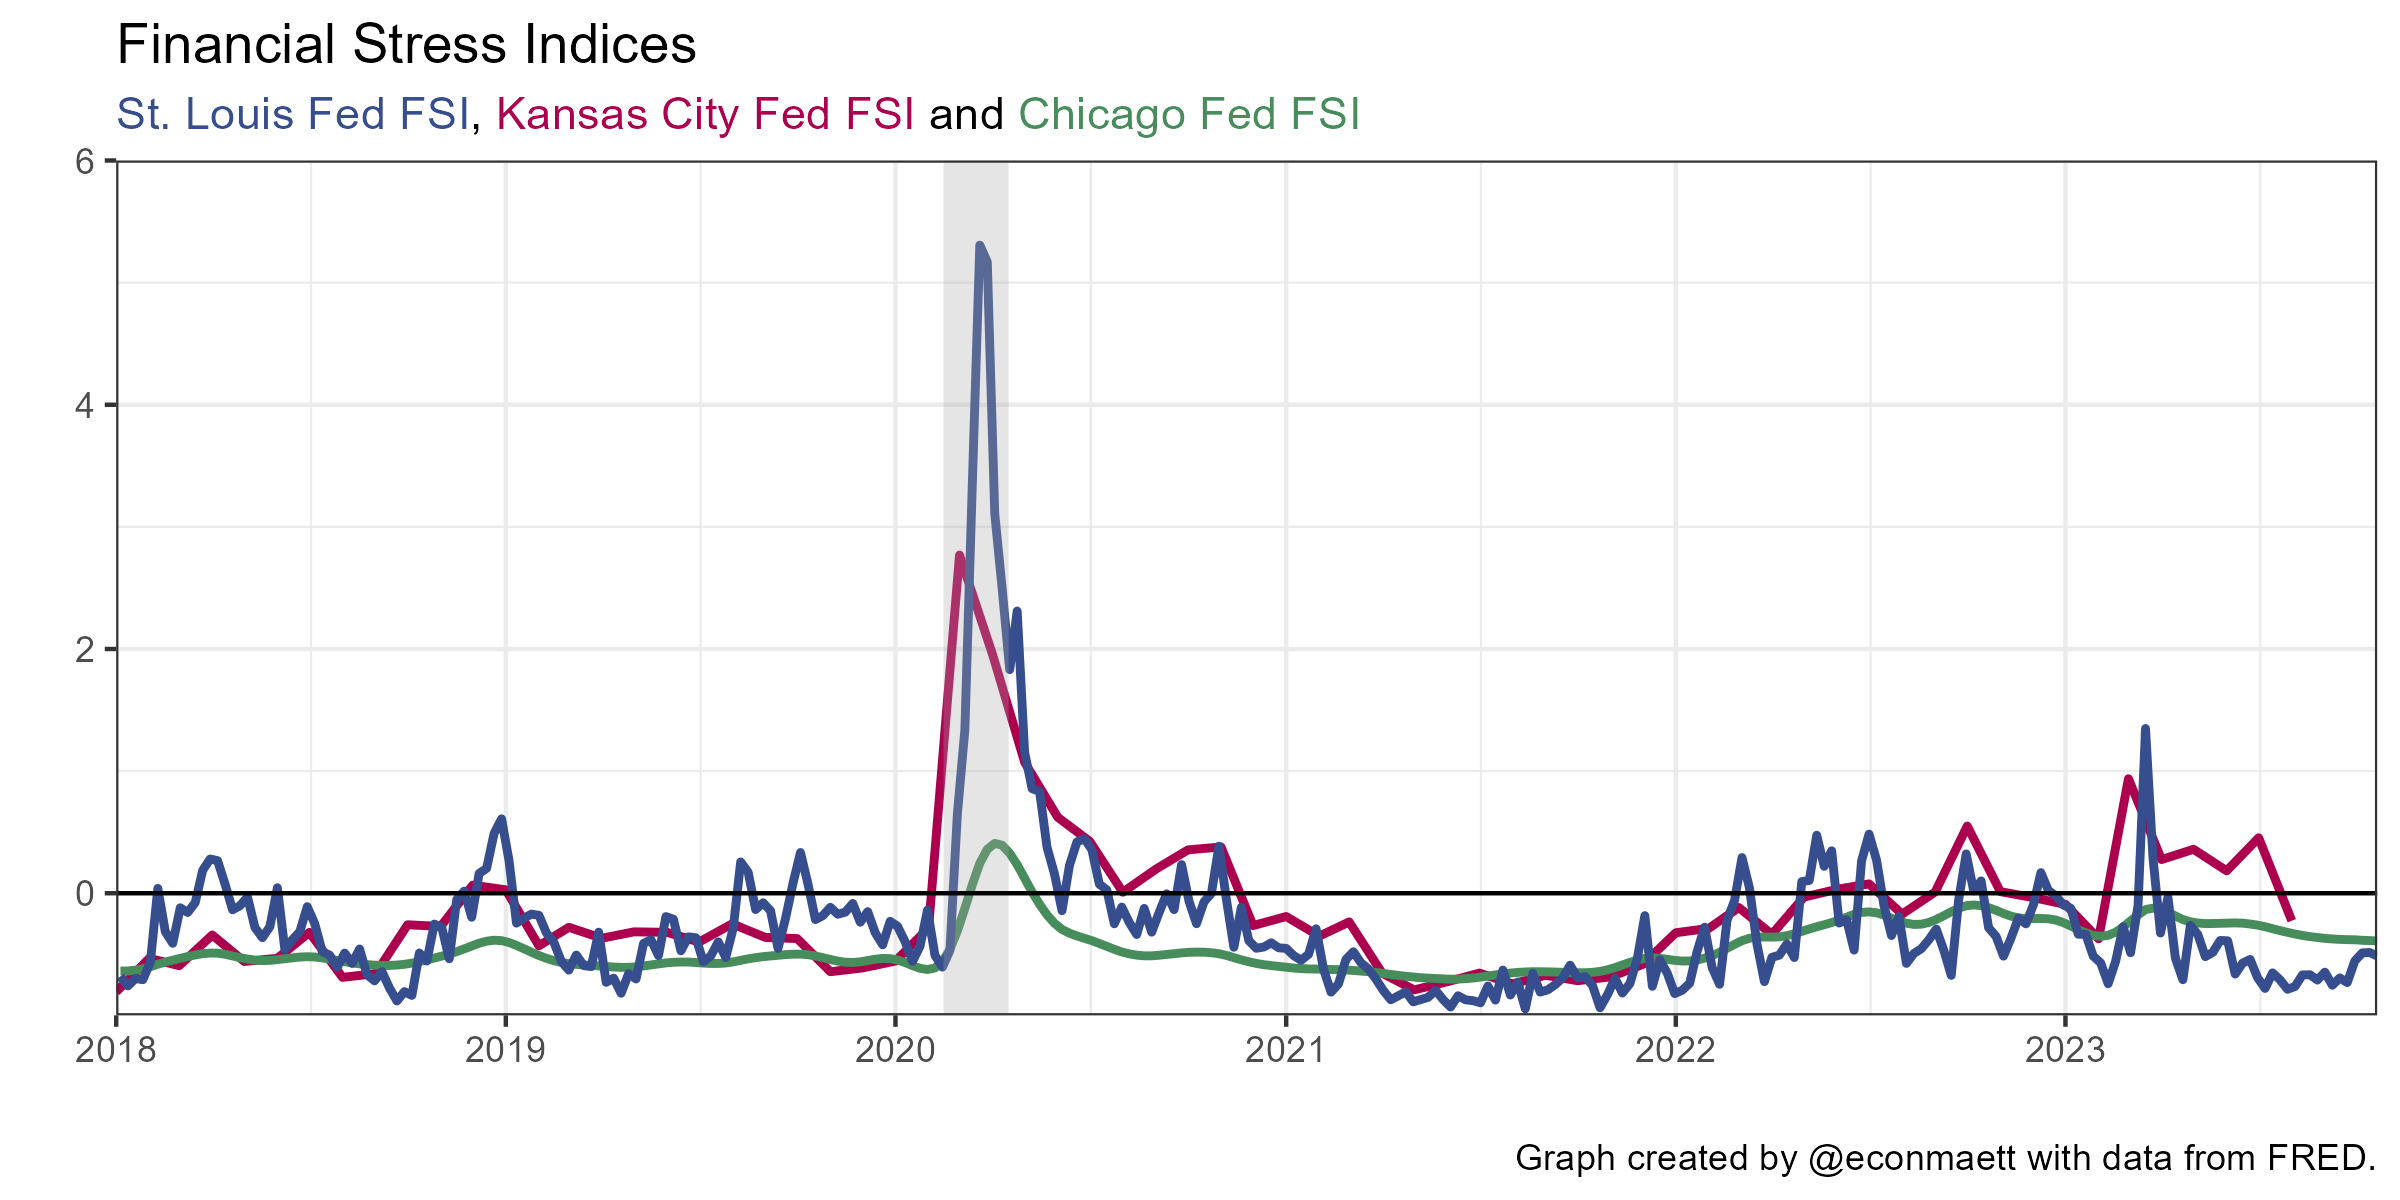 Financial Stress Indices
St. Louis Fed FSI, Kansas City Fed FSI and Chicago Fed FSI
6
4
2
0
2018 2019 2020 2021 2022 2023
Graph created by @econmaett with data from FRED.